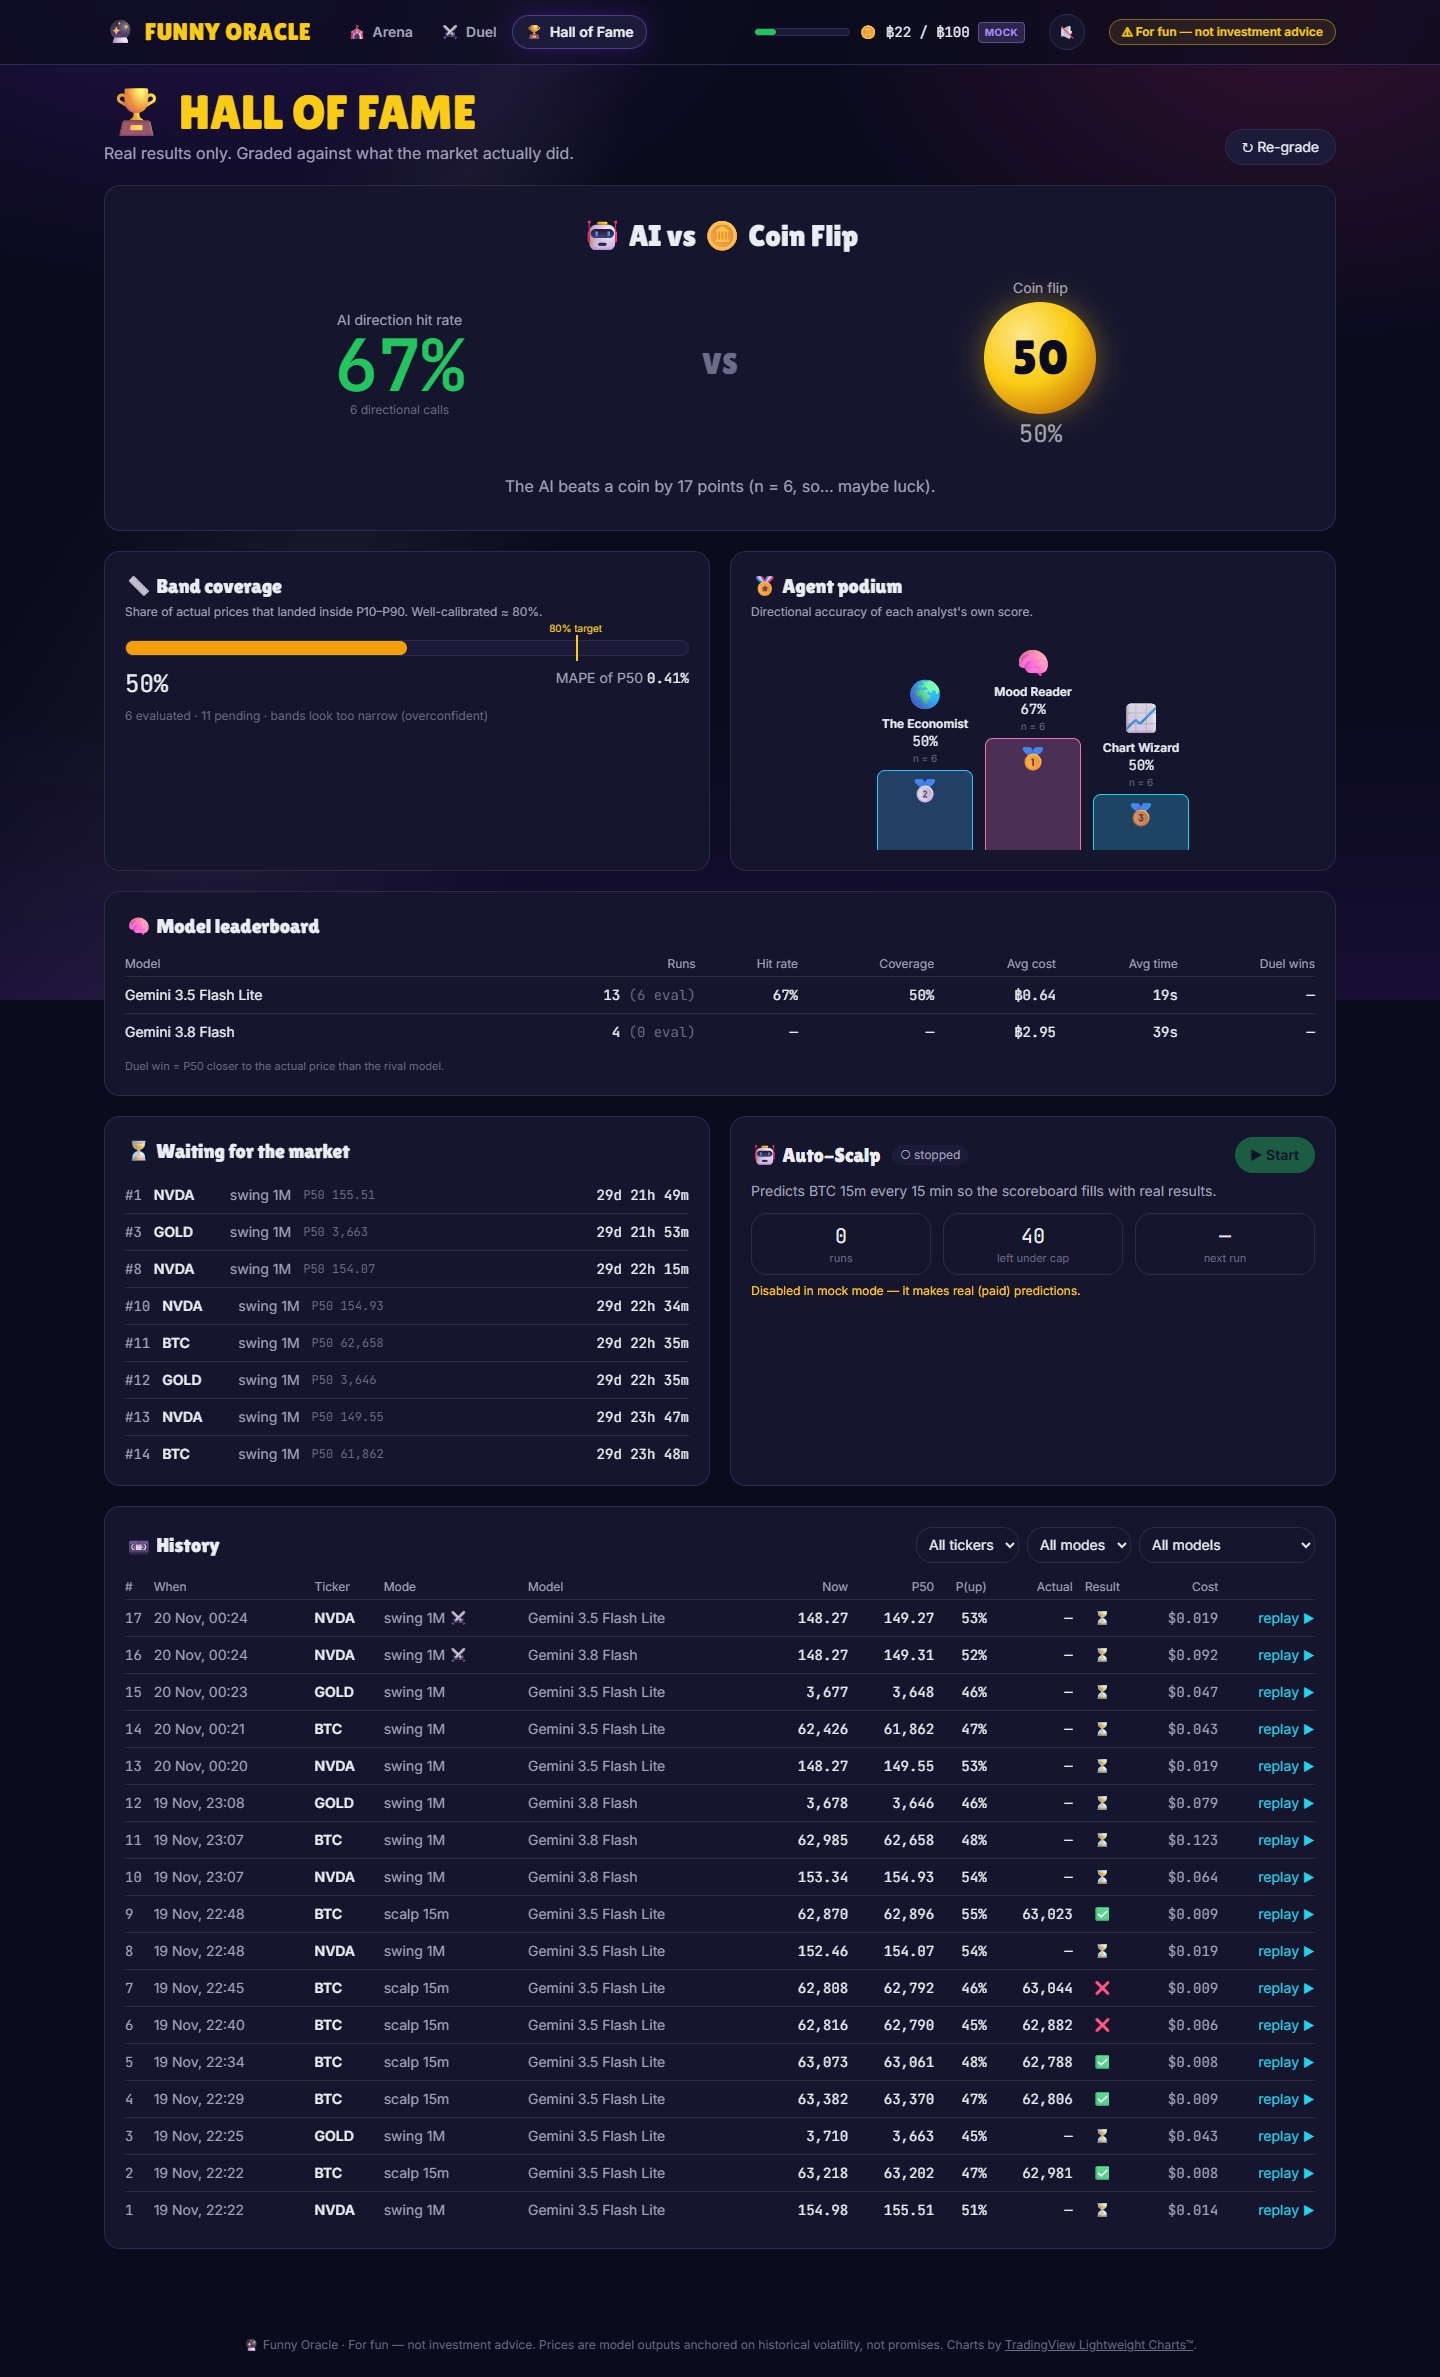 FUNNY ORACLE Arena Duel Hall of Fame ฿22 / ฿100 MOCK ⚠ For fun — not investment advice
HALL OF FAME
Real results only. Graded against what the market actually did.
↻ Re-grade
AI vs Coin Flip
Coin flip
AI direction hit rate
67%
6 directional calls
VS
50
50%
The AI beats a coin by 17 points (n = 6, so... maybe luck).
Band coverage
Share of actual prices that landed inside P10–P90. Well-calibrated ≈ 80%.
80% target
50%
MAPE of P50 0.41%
6 evaluated · 11 pending · bands look too narrow (overconfident)
Agent podium
Directional accuracy of each analyst's own score.
The Economist
50%
n = 6
2
Mood Reader
67%
n = 6
1
Chart Wizard
50%
n = 6
3
Model leaderboard
Model Runs Hit rate Coverage Avg cost Avg time Duel wins
Gemini 3.5 Flash Lite 13 (6 eval) 67% 50% ฿0.64 19s —
Gemini 3.8 Flash 4 (0 eval) — — ฿2.95 39s —
Duel win = P50 closer to the actual price than the rival model.
Waiting for the market
#1 NVDA swing 1M P50 155.51 29d 21h 49m
#3 GOLD swing 1M P50 3,663 29d 21h 53m
#8 NVDA swing 1M P50 154.07 29d 22h 15m
#10 NVDA swing 1M P50 154.93 29d 22h 34m
#11 BTC swing 1M P50 62,658 29d 22h 35m
#12 GOLD swing 1M P50 3,646 29d 22h 35m
#13 NVDA swing 1M P50 149.55 29d 23h 47m
#14 BTC swing 1M P50 61,862 29d 23h 48m
Auto-Scalp ○ stopped ▶ Start
Predicts BTC 15m every 15 min so the scoreboard fills with real results.
0 40 —
runs left under cap next run
Disabled in mock mode — it makes real (paid) predictions.
History All tickers All modes All models
# When Ticker Mode Model Now P50 P(up) Actual Result Cost
17 20 Nov, 00:24 NVDA swing 1M ⚔ Gemini 3.5 Flash Lite 148.27 149.27 53% — ⏳ $0.019 replay ▶
16 20 Nov, 00:24 NVDA swing 1M ⚔ Gemini 3.8 Flash 148.27 149.31 52% — ⏳ $0.092 replay ▶
15 20 Nov, 00:23 GOLD swing 1M Gemini 3.5 Flash Lite 3,677 3,648 46% — ⏳ $0.047 replay ▶
14 20 Nov, 00:21 BTC swing 1M Gemini 3.5 Flash Lite 62,426 61,862 47% — ⏳ $0.043 replay ▶
13 20 Nov, 00:20 NVDA swing 1M Gemini 3.5 Flash Lite 148.27 149.55 53% — ⏳ $0.019 replay ▶
12 19 Nov, 23:08 GOLD swing 1M Gemini 3.8 Flash 3,678 3,646 46% — ⏳ $0.079 replay ▶
11 19 Nov, 23:07 BTC swing 1M Gemini 3.8 Flash 62,985 62,658 48% — ⏳ $0.123 replay ▶
10 19 Nov, 23:07 NVDA swing 1M Gemini 3.8 Flash 153.34 154.93 54% — ⏳ $0.064 replay ▶
9 19 Nov, 22:48 BTC scalp 15m Gemini 3.5 Flash Lite 62,870 62,896 55% 63,023 ✅ $0.009 replay ▶
8 19 Nov, 22:48 NVDA swing 1M Gemini 3.5 Flash Lite 152.46 154.07 54% — ⏳ $0.019 replay ▶
7 19 Nov, 22:45 BTC scalp 15m Gemini 3.5 Flash Lite 62,808 62,792 46% 63,044 ❌ $0.009 replay ▶
6 19 Nov, 22:40 BTC scalp 15m Gemini 3.5 Flash Lite 62,816 62,790 45% 62,882 ❌ $0.006 replay ▶
5 19 Nov, 22:34 BTC scalp 15m Gemini 3.5 Flash Lite 63,073 63,061 48% 62,788 ✅ $0.008 replay ▶
4 19 Nov, 22:29 BTC scalp 15m Gemini 3.5 Flash Lite 63,382 63,370 47% 62,806 ✅ $0.009 replay ▶
3 19 Nov, 22:25 GOLD swing 1M Gemini 3.5 Flash Lite 3,710 3,663 45% — ⏳ $0.043 replay ▶
2 19 Nov, 22:22 BTC scalp 15m Gemini 3.5 Flash Lite 63,218 63,202 47% 62,981 ✅ $0.008 replay ▶
1 19 Nov, 22:22 NVDA swing 1M Gemini 3.5 Flash Lite 154.98 155.51 51% — ⏳ $0.014 replay ▶
Funny Oracle · For fun — not investment advice. Prices are model outputs anchored on historical volatility, not promises. Charts by TradingView Lightweight Charts™.